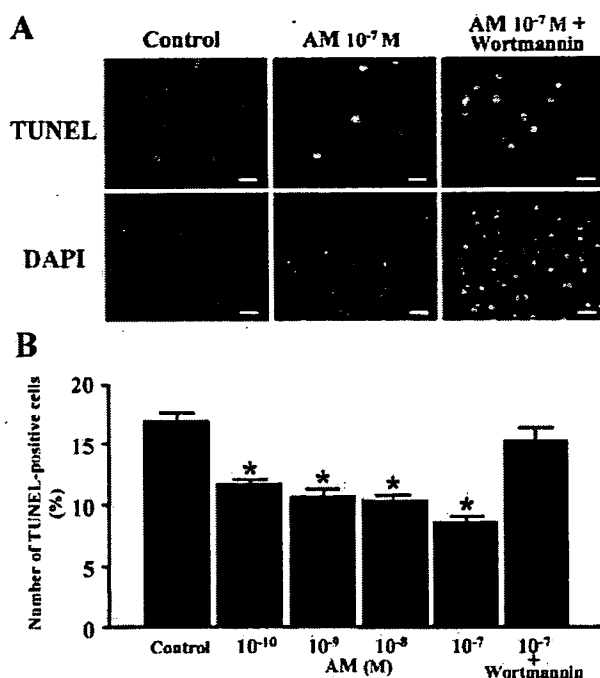 A
Control
AM 10⁻⁷ M
AM 10⁻⁷ M +
Wortmannin
TUNEL
DAPI
B
Number of TUNEL-positive cells
(%)
20
15
10
5
0
* * * *
Control 10⁻¹⁰ 10⁻⁹ 10⁻⁸ 10⁻⁷ 10⁻⁷
+
AM (M) Wortmannin